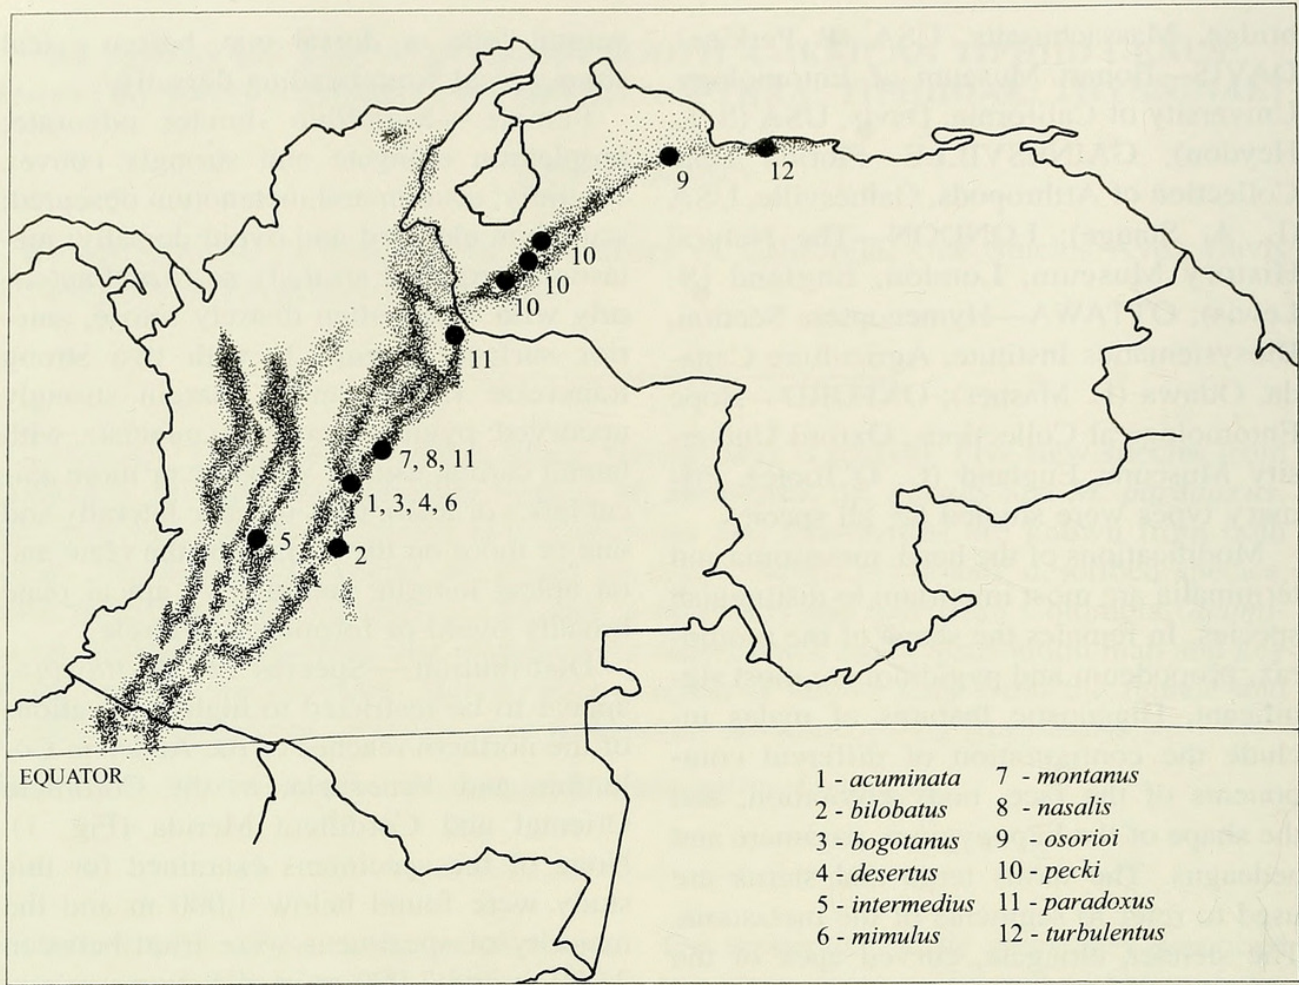 9
12
10
10
10
11
7, 8, 11
1, 3, 4, 6
5
2
EQUATOR
1 - acuminata
2 - bilobatus
3 - bogotanus
4 - desertus
5 - intermedius
6 - mimulus
7 - montanus
8 - nasalis
9 - osorioi
10 - pecki
11 - paradoxus
12 - turbulentus